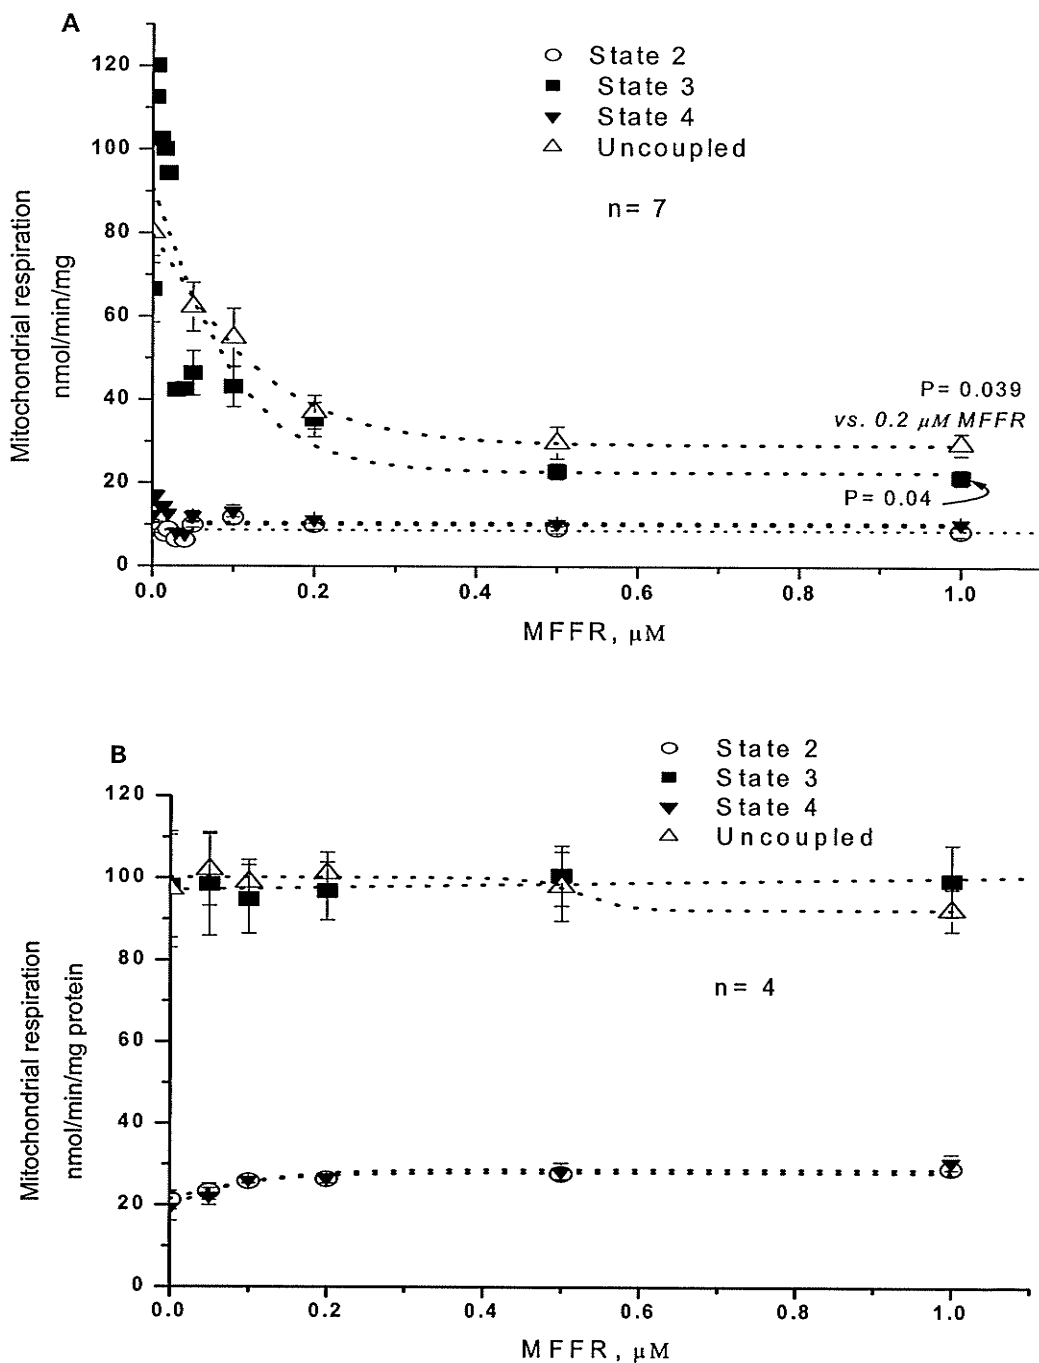 A
State 2
State 3
State 4
Uncoupled
n= 7
Mitochondrial respiration
nmol/min/mg
120
100
80
60
40
20
0
P= 0.039
vs. 0.2 µM MFFR
P= 0.04
0.0 0.2 0.4 0.6 0.8 1.0
MFFR, µM
B
State 2
State 3
State 4
Uncoupled
n= 4
Mitochondrial respiration
nmol/min/mg protein
120
100
80
60
40
20
0
0.0 0.2 0.4 0.6 0.8 1.0
MFFR, µM